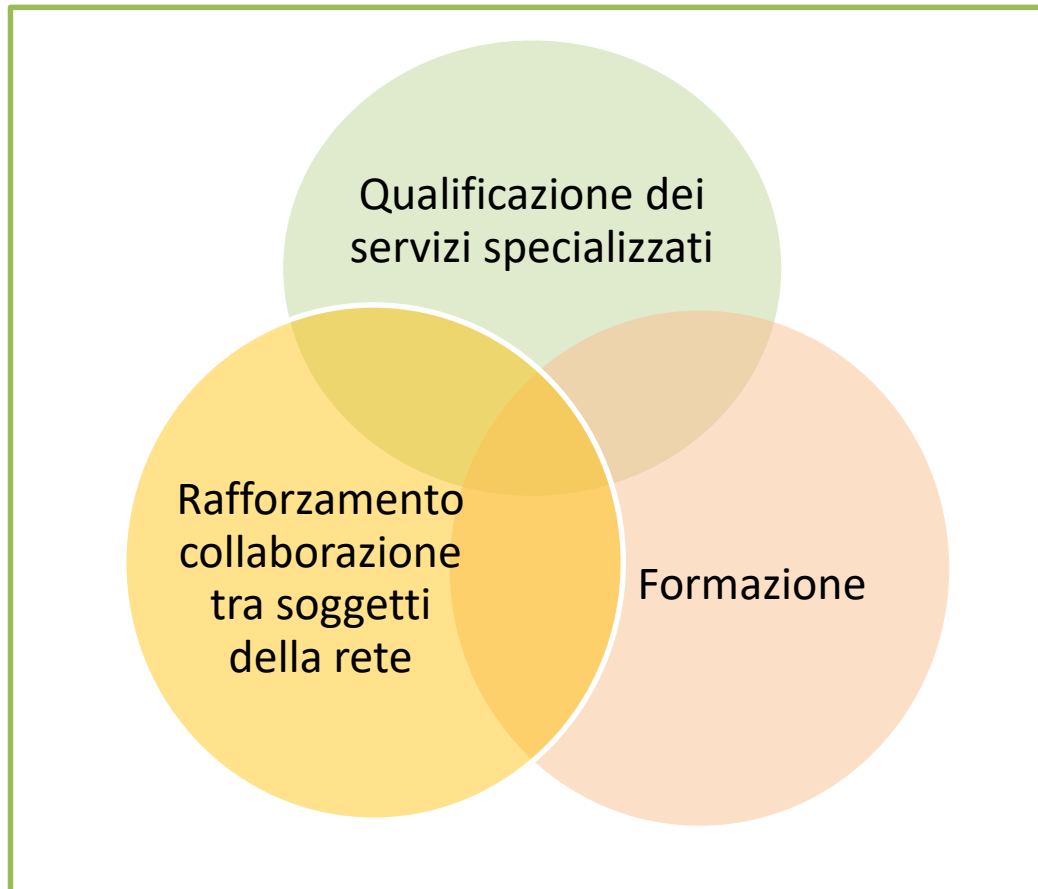 Qualificazione dei
servizi specializzati
Rafforzamento
collaborazione
tra soggetti
della rete
Formazione